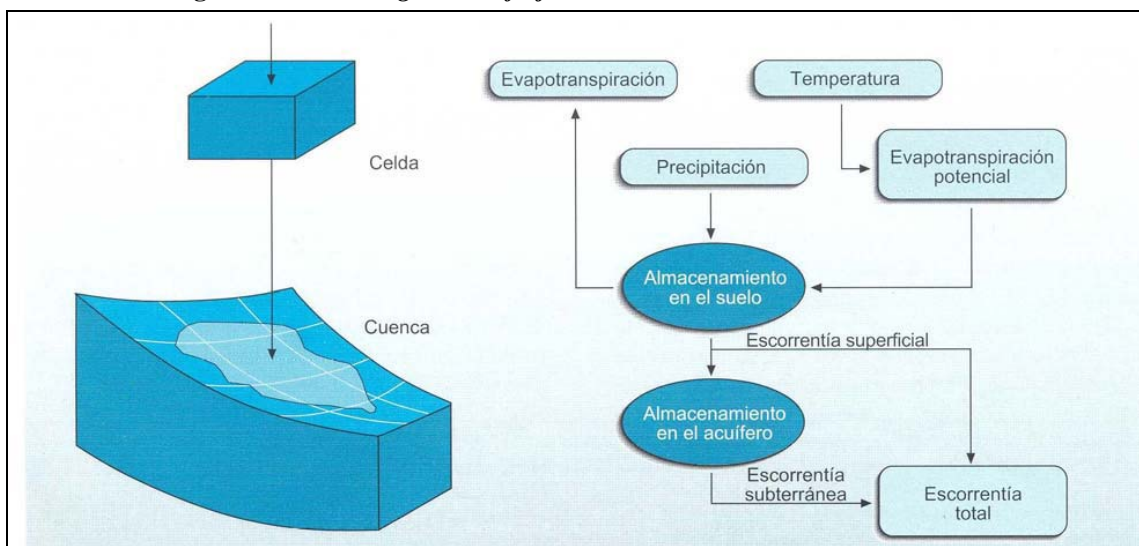 Celda
Cuenca
Evapotranspiración
Temperatura
Precipitación
Evapotranspiración
potencial
Almacenamiento
en el suelo
Escorrentía superficial
Almacenamiento
en el acuífero
Escorrentía
subterránea
Escorrentía
total